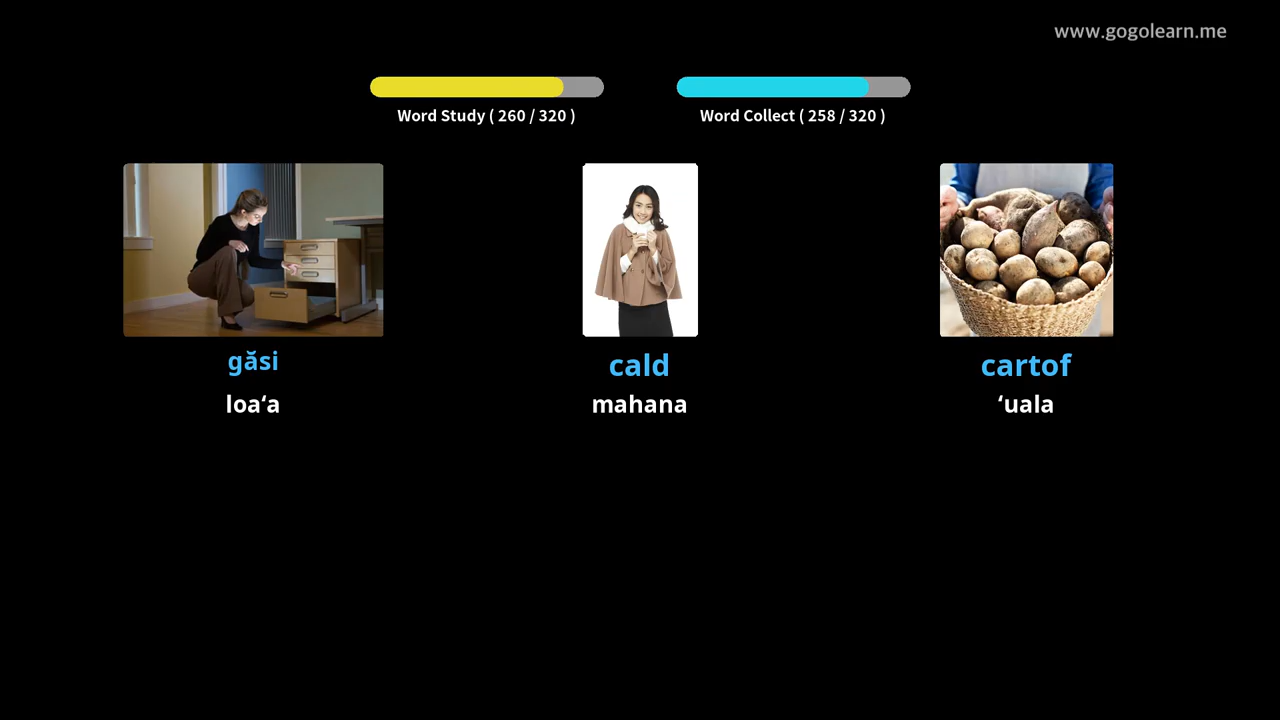 www.gogolearn.me
Word Study ( 260 / 320 )
Word Collect ( 258 / 320 )
găsi
cald
cartof
loaʻa
mahana
ʻuala